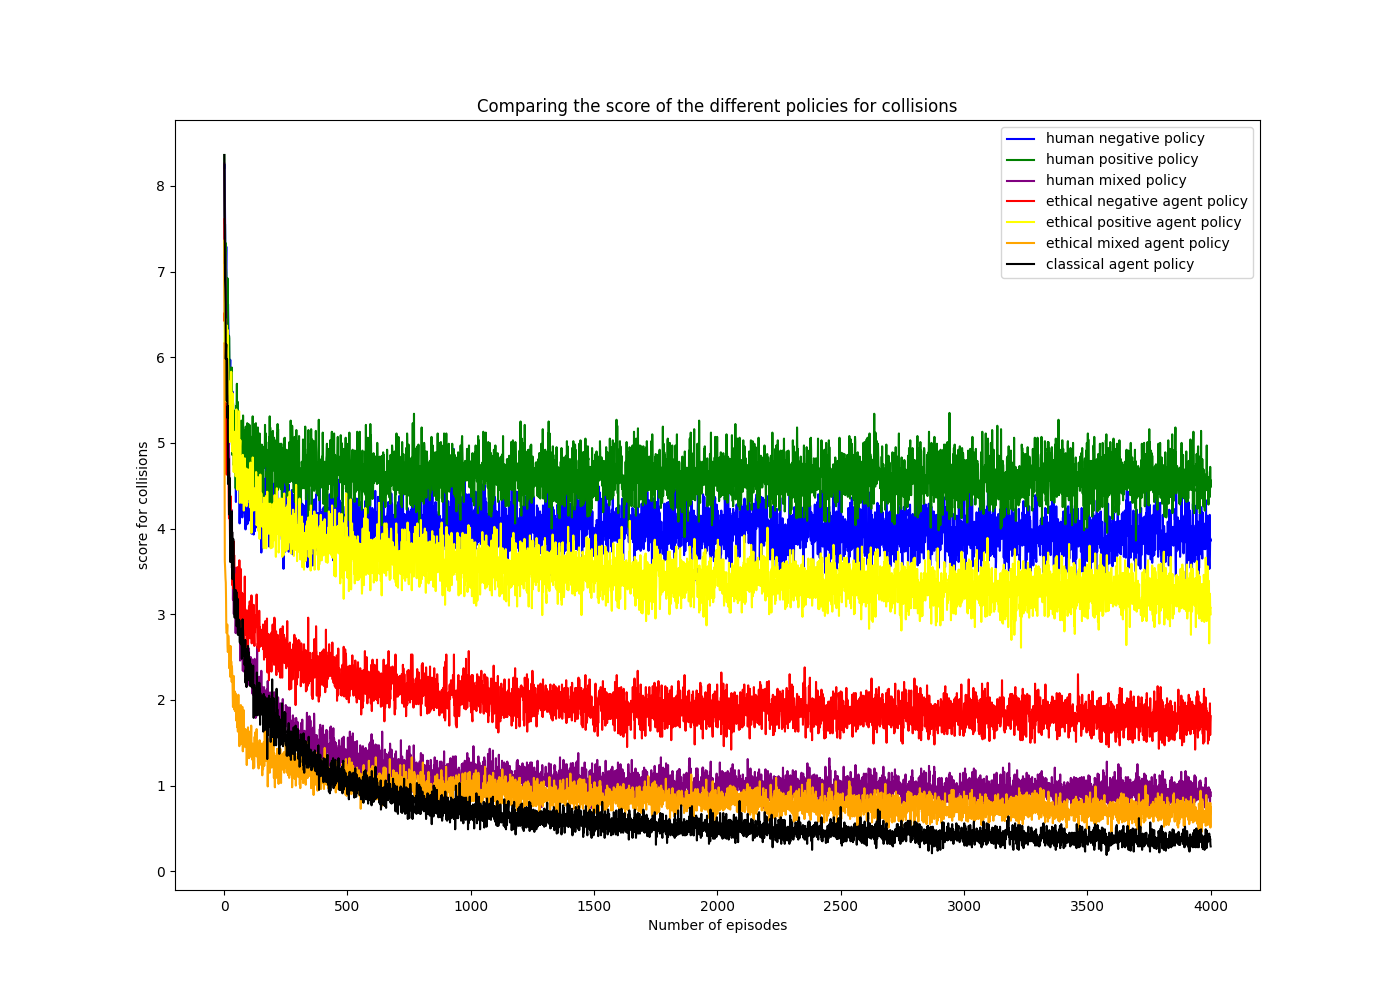 Comparing the score of the different policies for collisions
human negative policy
human positive policy
human mixed policy
ethical negative agent policy
ethical positive agent policy
ethical mixed agent policy
classical agent policy
8
7
6
5
4
3
2
1
0
score for collisions
0 500 1000 1500 2000 2500 3000 3500 4000
Number of episodes